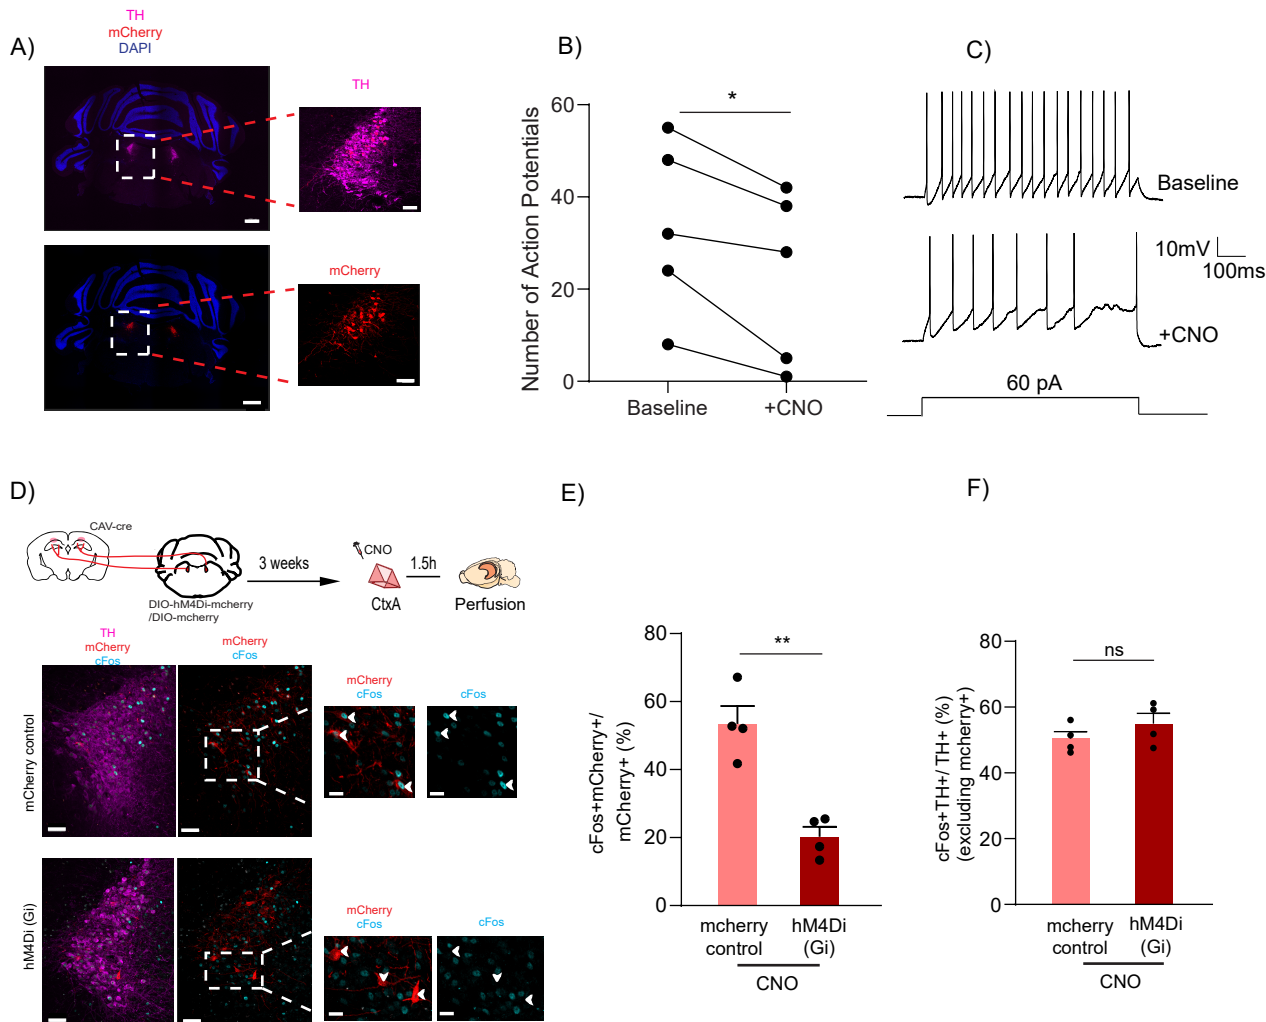 A)
TH
mCherry
DAPI
TH
mCherry
B)
Number of Action Potentials
60
40
20
0
*
Baseline
+CNO
C)
Baseline
10mV
100ms
+CNO
60 pA
D)
CAV-cre
DIO-hM4Di-mcherry
/DIO-mcherry
3 weeks
CNO
CtxA
1.5h
Perfusion
TH
mCherry
cFos
mCherry
cFos
mCherry
cFos
cFos
mCherry control
mCherry
cFos
cFos
hM4Di (Gi)
E)
cFos+mCherry+/
mCherry+ (%)
80
60
40
20
0
**
mcherry
control
hM4Di
(Gi)
CNO
F)
cFos+TH+/ TH+ (%)
(excluding mcherry+)
80
60
40
20
0
ns
mcherry
control
hM4Di
(Gi)
CNO